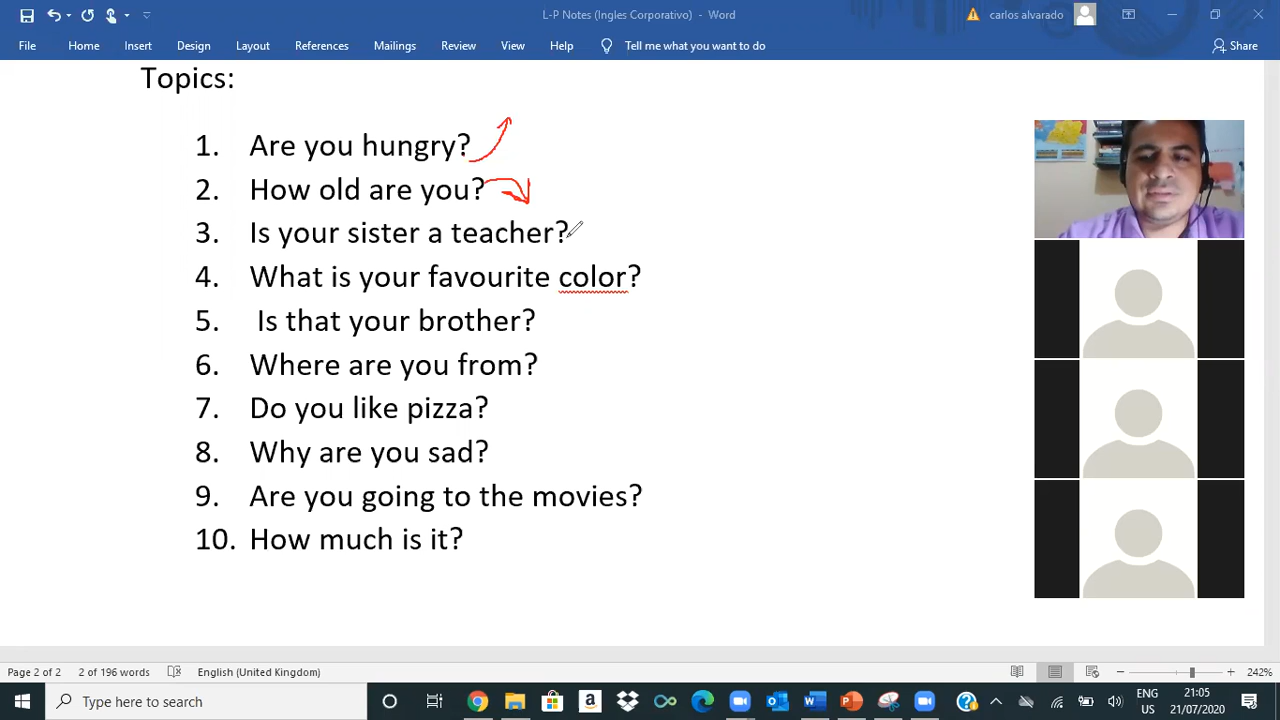 L-P Notes (Ingles Corporativo) - Word
carlos alvarado
File Home Insert Design Layout References Mailings Review View Help Tell me what you want to do Share
Topics:
1. Are you hungry?
2. How old are you?
3. Is your sister a teacher?
4. What is your favourite color?
5. Is that your brother?
6. Where are you from?
7. Do you like pizza?
8. Why are you sad?
9. Are you going to the movies?
10. How much is it?
Page 2 of 2 2 of 196 words English (United Kingdom) 242%
Type here to search
ENG
US
21:05
21/07/2020